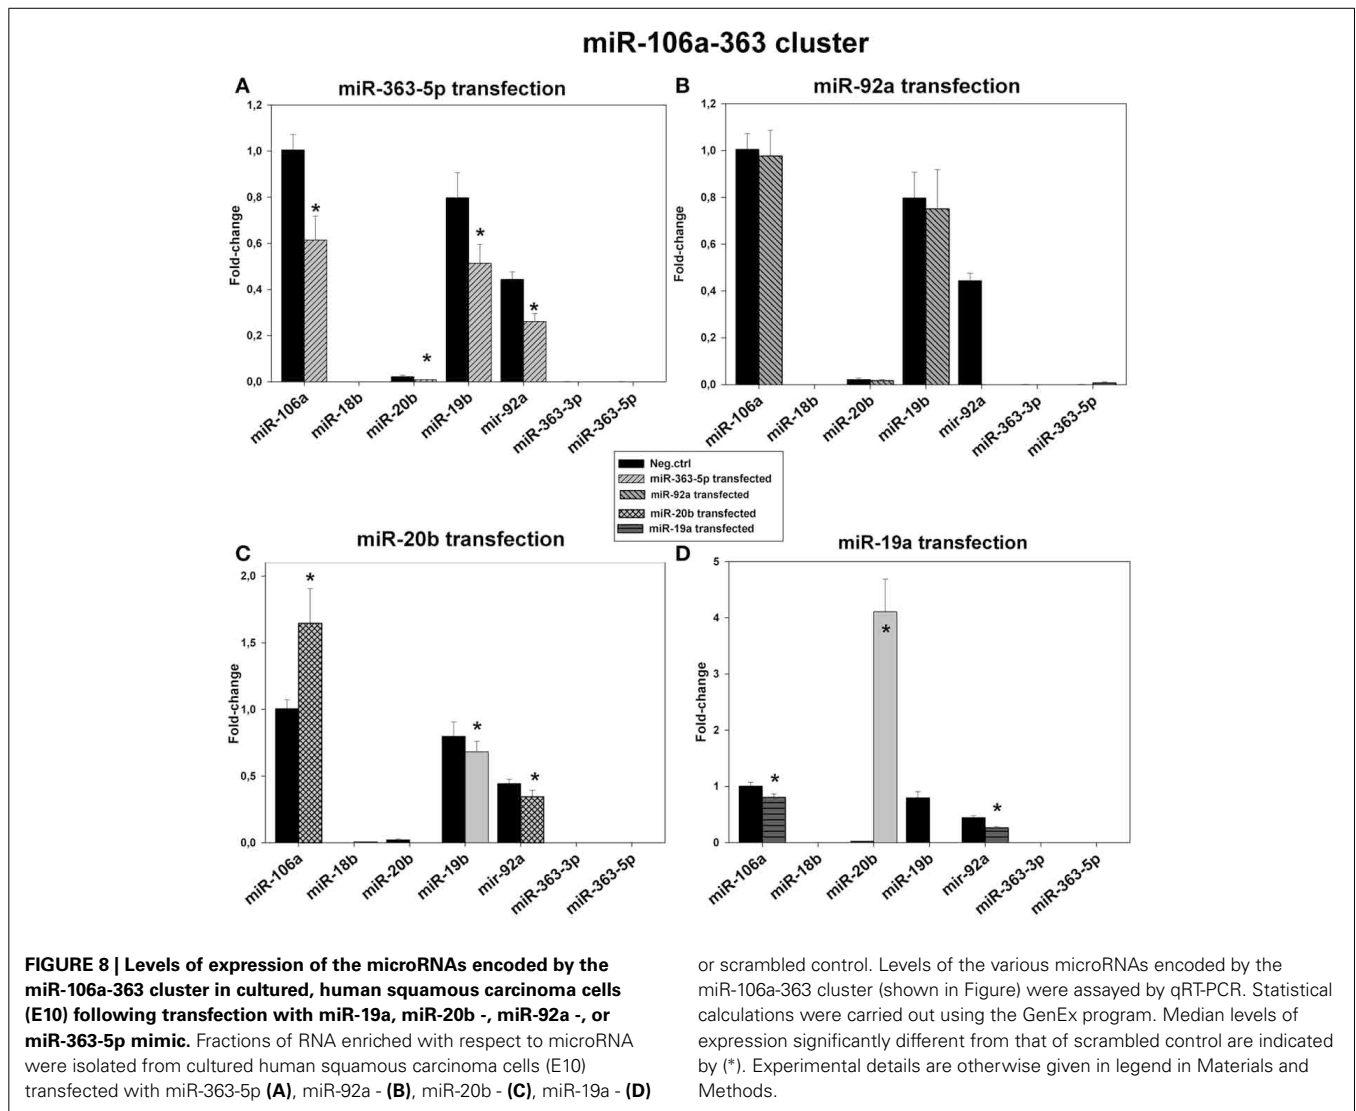 miR-106a-363 cluster
A
miR-363-5p transfection
1,2
1,0
0,8
0,6
0,4
0,2
0,0
Fold-change
*
*
*
*
miR-106a
miR-18b
miR-20b
miR-19b
mir-92a
miR-363-3p
miR-363-5p
B
miR-92a transfection
1,2
1,0
0,8
0,6
0,4
0,2
0,0
Fold-change
miR-106a
miR-18b
miR-20b
miR-19b
mir-92a
miR-363-3p
miR-363-5p
Neg.ctrl
miR-363-5p transfected
miR-92a transfected
miR-20b transfected
miR-19a transfected
C
miR-20b transfection
2,0
1,5
1,0
0,5
0,0
Fold-change
*
*
*
miR-106a
miR-18b
miR-20b
miR-19b
mir-92a
miR-363-3p
miR-363-5p
D
miR-19a transfection
5
4
3
2
1
0
Fold-change
*
*
*
miR-106a
miR-18b
miR-20b
miR-19b
mir-92a
miR-363-3p
miR-363-5p
FIGURE 8 | Levels of expression of the microRNAs encoded by the
miR-106a-363 cluster in cultured, human squamous carcinoma cells
(E10) following transfection with miR-19a, miR-20b -, miR-92a -, or
miR-363-5p mimic. Fractions of RNA enriched with respect to microRNA
were isolated from cultured human squamous carcinoma cells (E10)
transfected with miR-363-5p (A), miR-92a - (B), miR-20b - (C), miR-19a - (D)
or scrambled control. Levels of the various microRNAs encoded by the
miR-106a-363 cluster (shown in Figure) were assayed by qRT-PCR. Statistical
calculations were carried out using the GenEx program. Median levels of
expression significantly different from that of scrambled control are indicated
by (*). Experimental details are otherwise given in legend in Materials and
Methods.